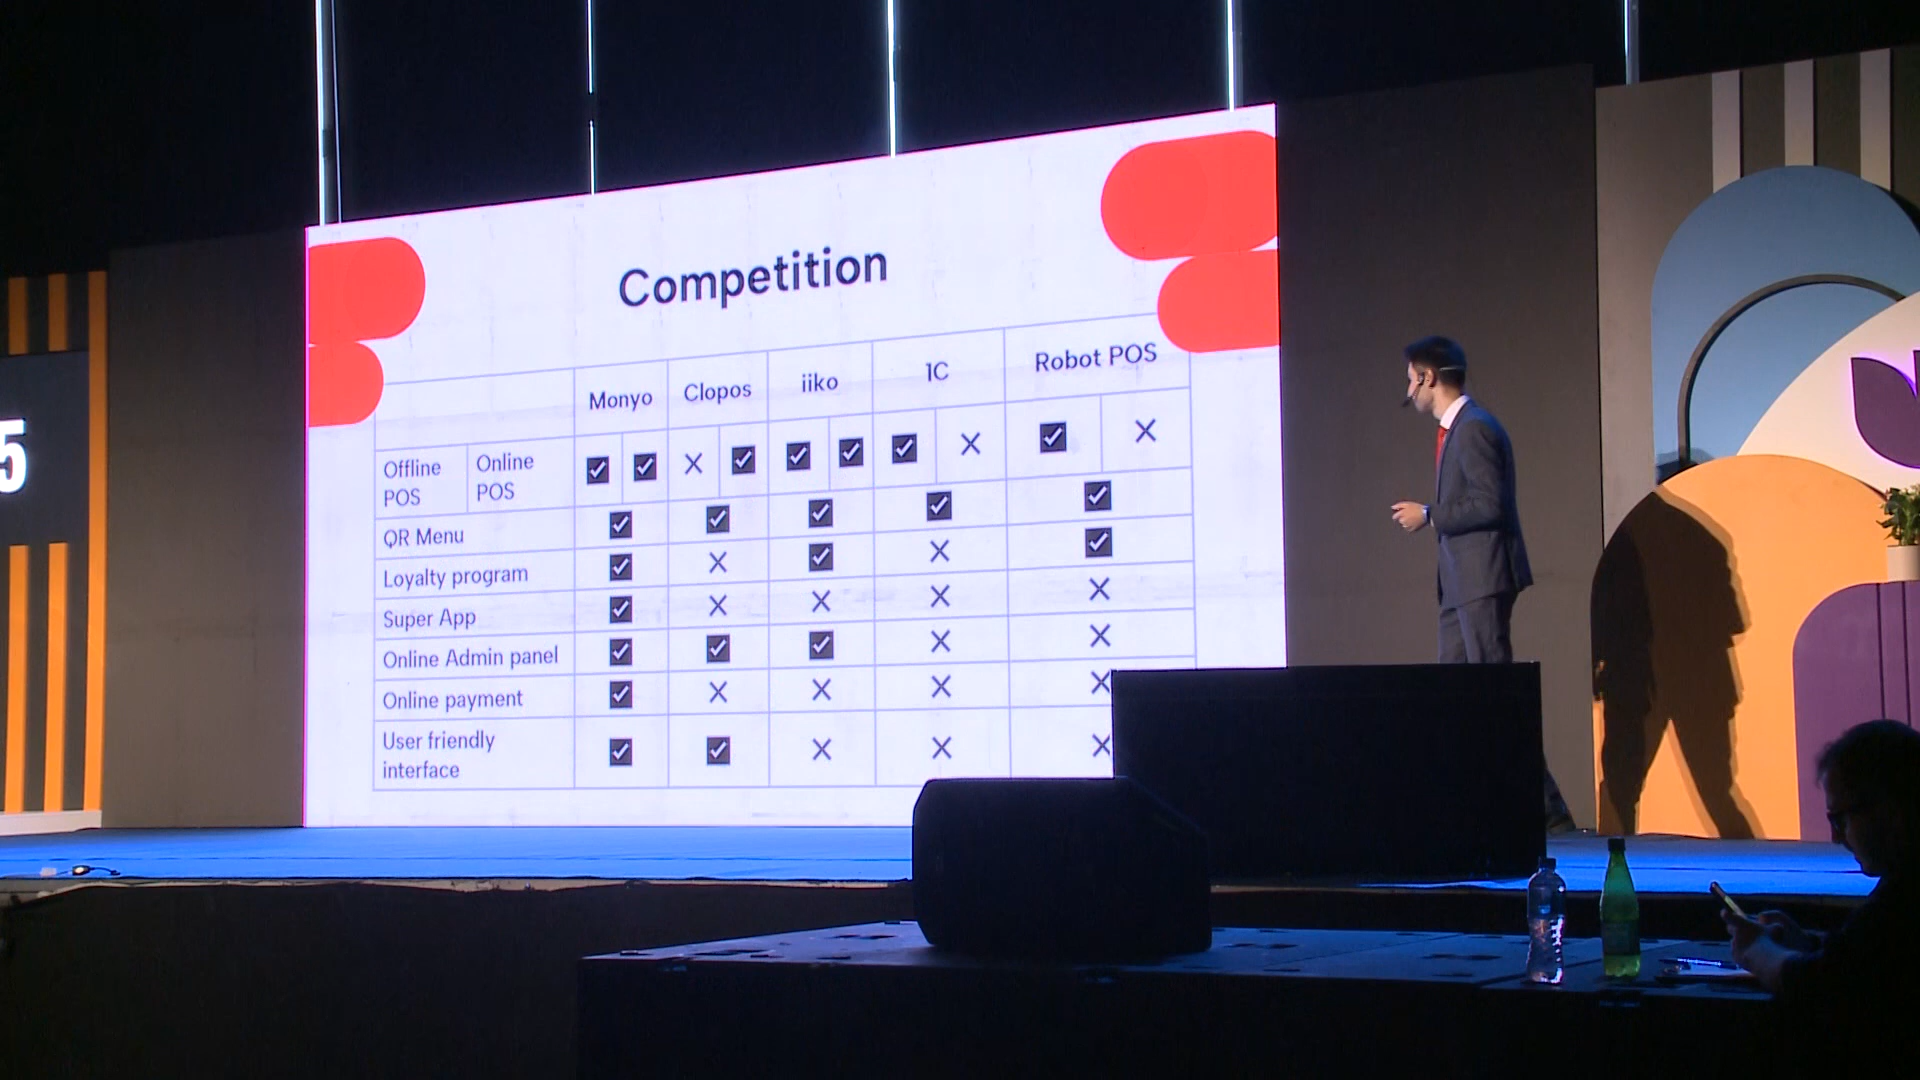 5
Competition
Monyo Clopos iiko 1C Robot POS
Offline POS Online POS ☑ ☑ ✕ ☑ ☑ ☑ ☑ ✕ ☑ ✕
QR Menu ☑ ☑ ☑ ☑ ☑
Loyalty program ☑ ✕ ☑ ✕ ☑
Super App ☑ ✕ ✕ ✕ ✕
Online Admin panel ☑ ☑ ☑ ✕ ✕
Online payment ☑ ✕ ✕ ✕ ✕
User friendly interface ☑ ☑ ✕ ✕ ✕